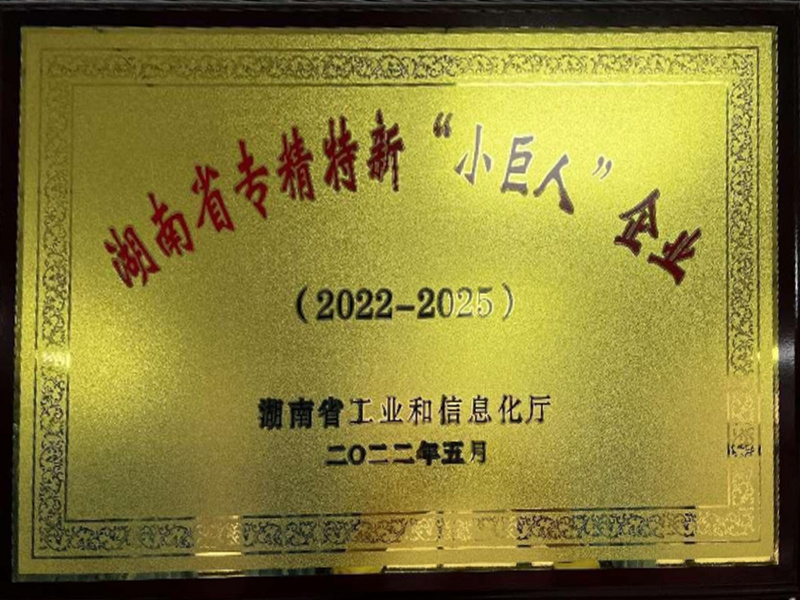 湖南省专精特新“小巨人”企业
（2022-2025）
湖南省工业和信息化厅
二〇二二年五月